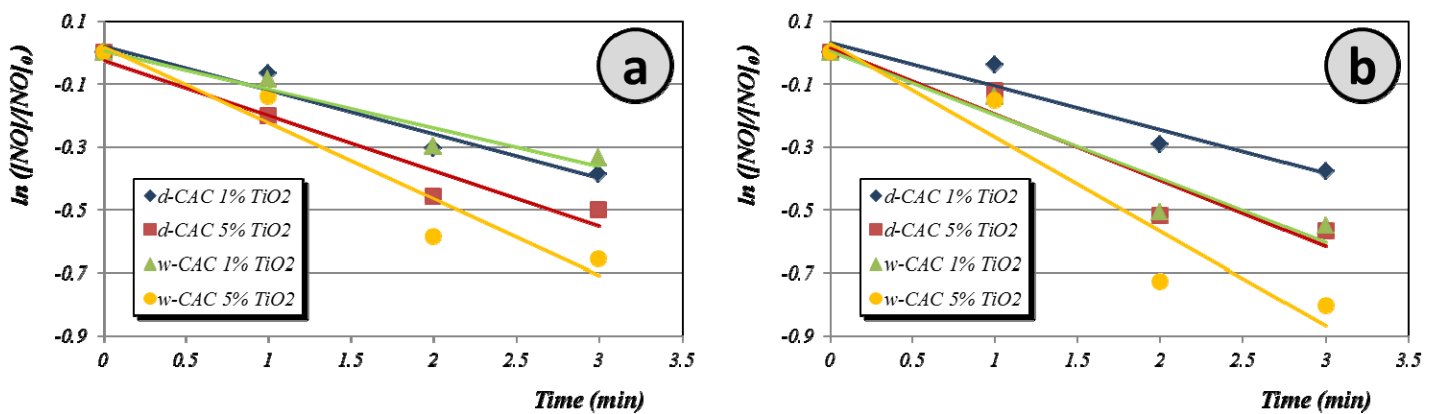 a
ln ([NO]/[NO]0)
0.1
-0.1
-0.3
-0.5
-0.7
-0.9
d-CAC 1% TiO2
d-CAC 5% TiO2
w-CAC 1% TiO2
w-CAC 5% TiO2
0 0.5 1 1.5 2 2.5 3 3.5
Time (min)
b
ln ([NO]/[NO]0)
0.1
-0.1
-0.3
-0.5
-0.7
-0.9
d-CAC 1% TiO2
d-CAC 5% TiO2
w-CAC 1% TiO2
w-CAC 5% TiO2
0 0.5 1 1.5 2 2.5 3 3.5
Time (min)